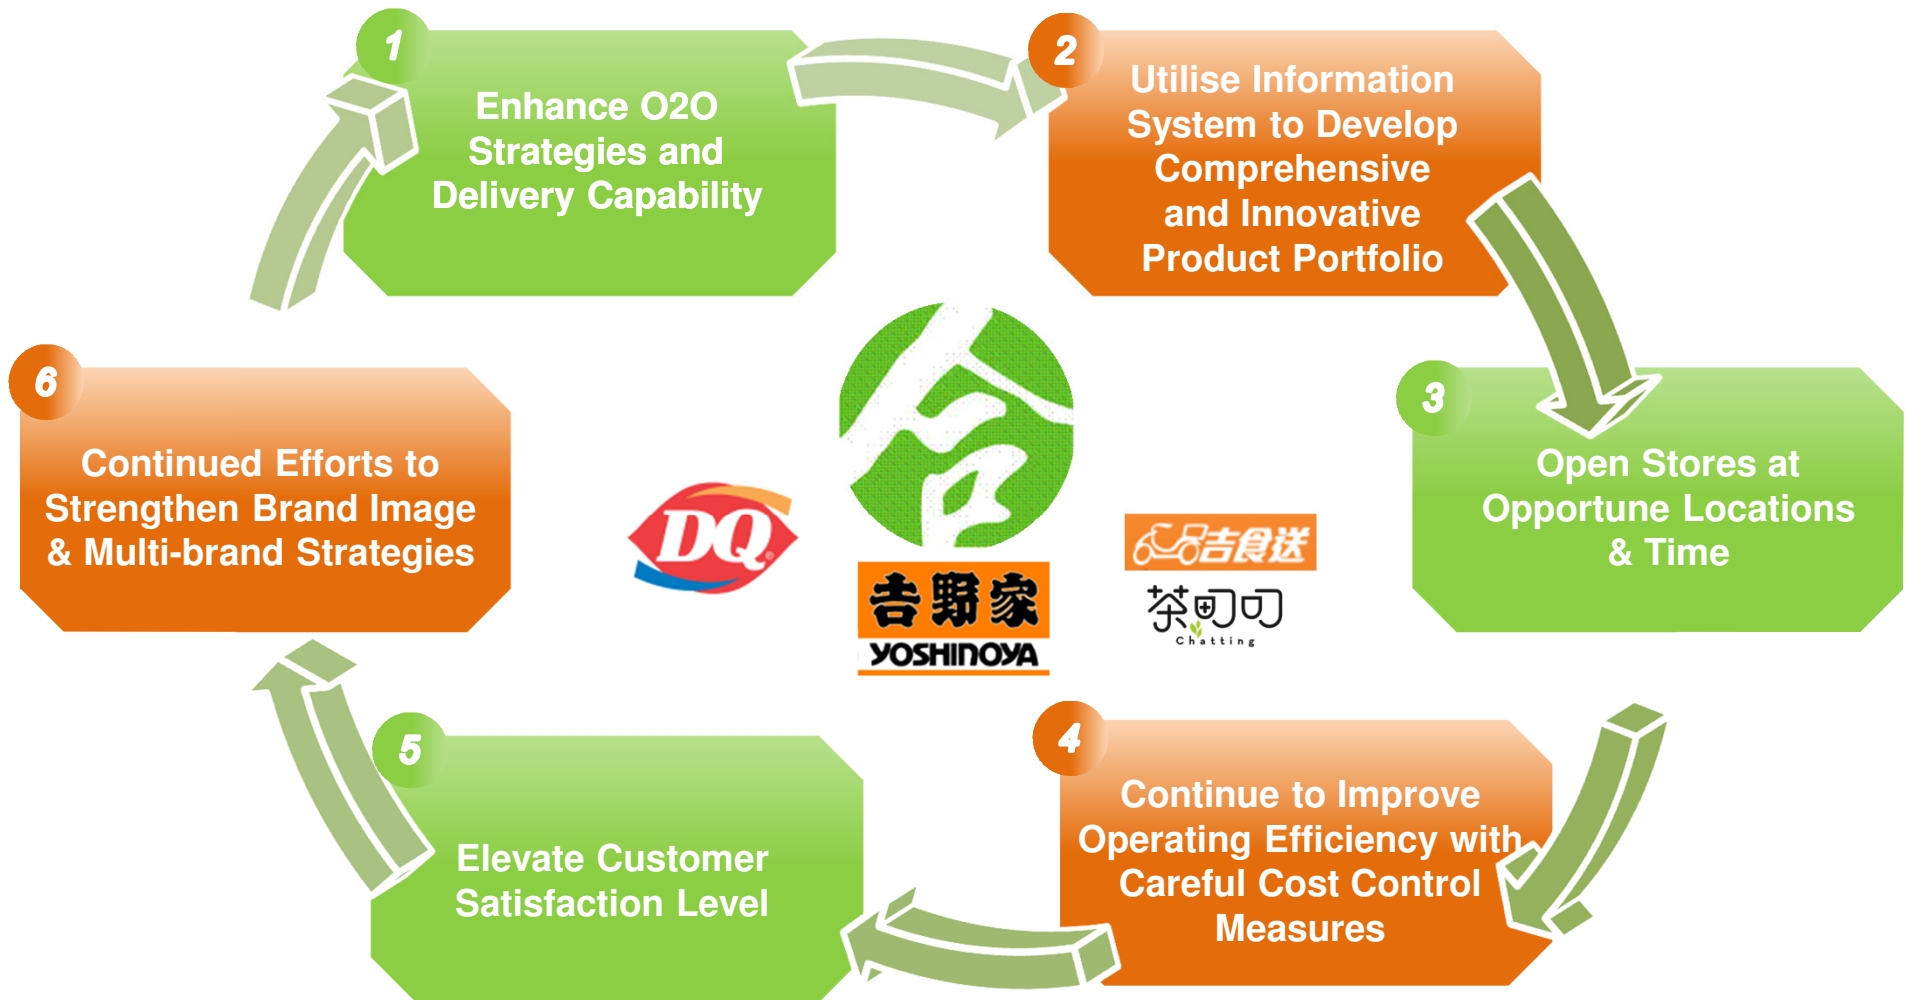 1
Enhance O2O
Strategies and
Delivery Capability
2
Utilise Information
System to Develop
Comprehensive
and Innovative
Product Portfolio
3
Open Stores at
Opportune Locations
& Time
4
Continue to Improve
Operating Efficiency with
Careful Cost Control
Measures
5
Elevate Customer
Satisfaction Level
6
Continued Efforts to
Strengthen Brand Image
& Multi-brand Strategies
合
DQ®
吉野家
YOSHINOYA
吉食送
茶町叮
Chatting